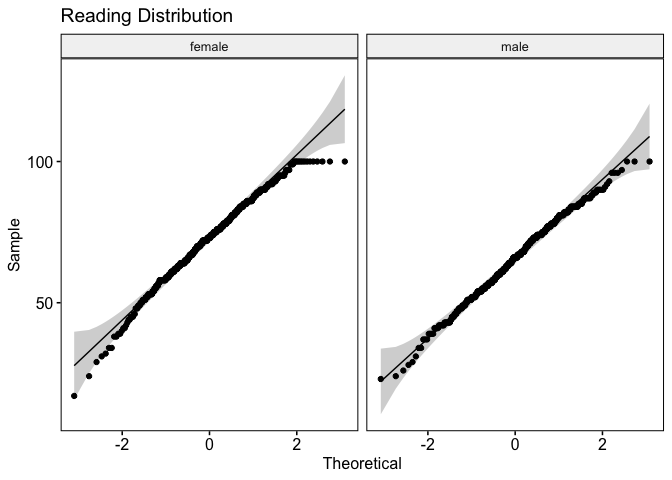 Reading Distribution
female male
100
50
Sample
-2 0 2 -2 0 2
Theoretical